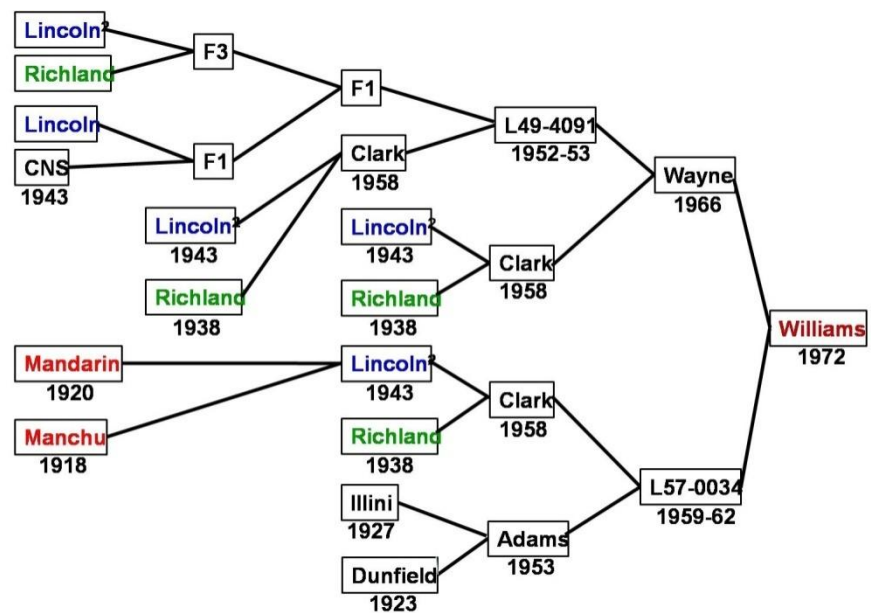 Lincoln²
Richland
F3
Lincoln
CNS
1943
F1
F1
Clark
1958
L49-4091
1952-53
Lincoln²
1943
Richland
1938
Lincoln²
1943
Richland
1938
Clark
1958
Wayne
1966
Mandarin
1920
Manchu
1918
Lincoln²
1943
Richland
1938
Clark
1958
Illini
1927
Dunfield
1923
Adams
1953
L57-0034
1959-62
Williams
1972